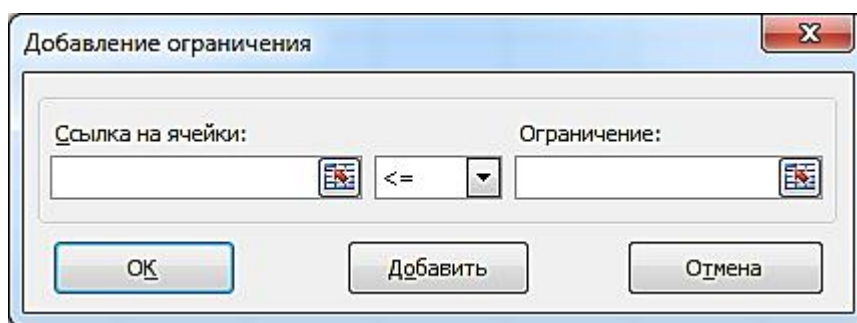 Добавление ограничения
Ссылка на ячейки: Ограничение:
<=
ОК Добавить Отмена